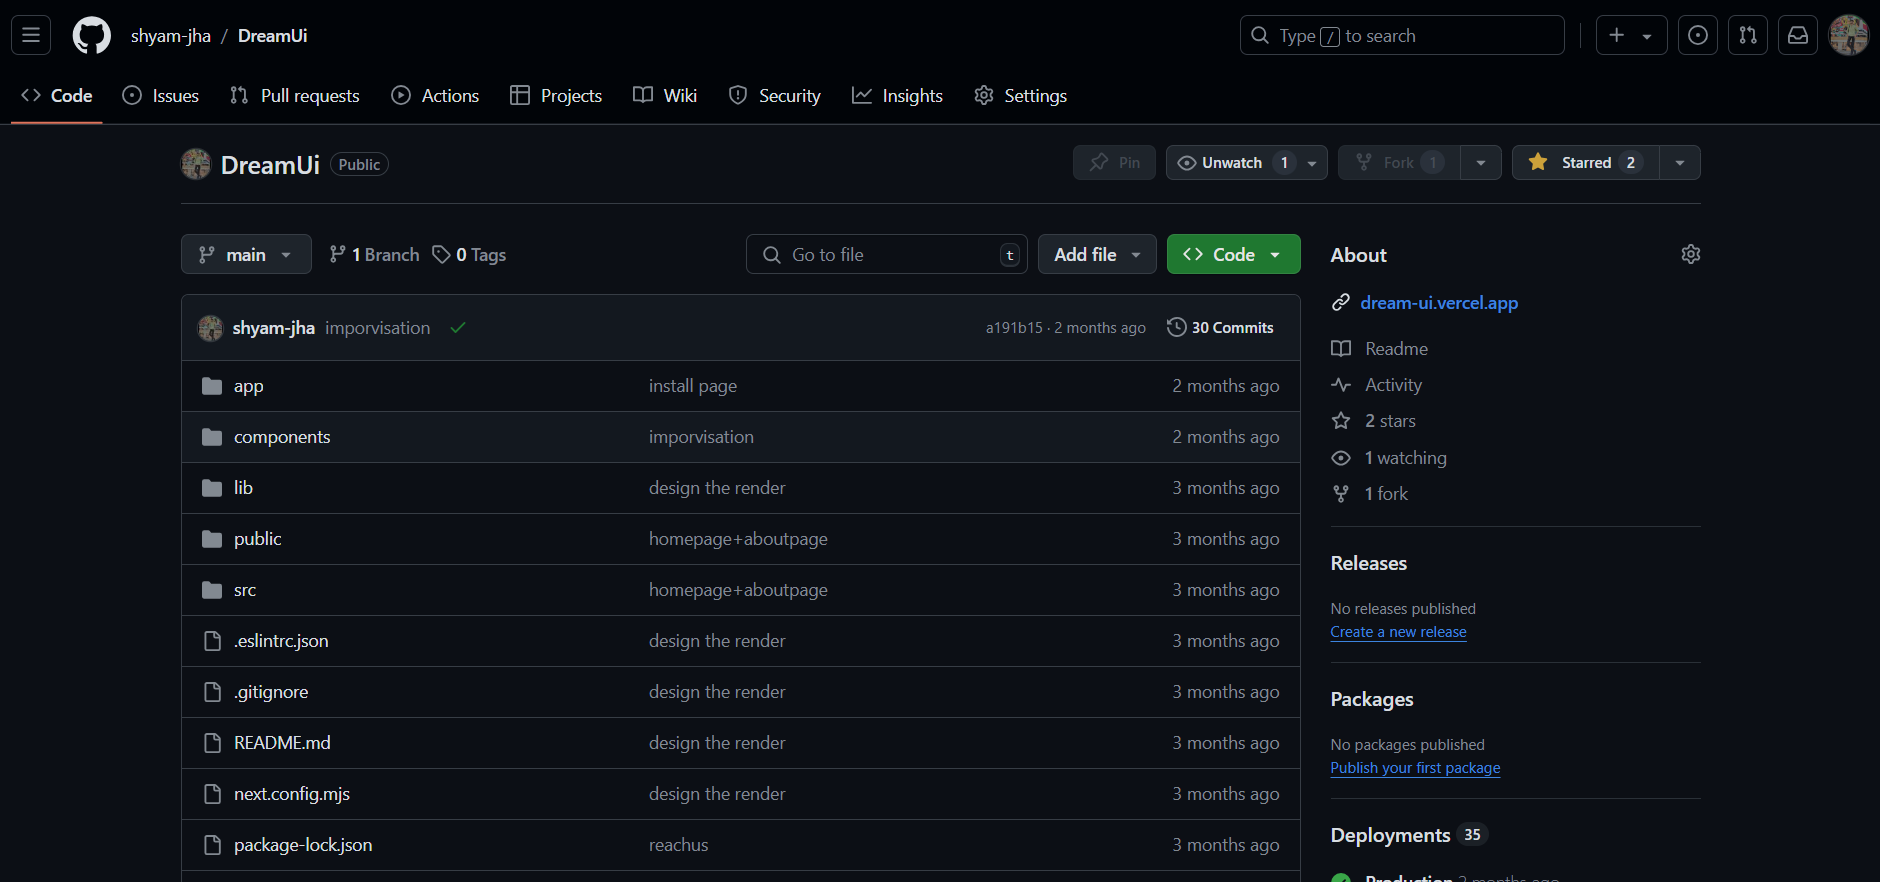 shyam-jha / DreamUi
Type / to search
Code Issues Pull requests Actions Projects Wiki Security Insights Settings
DreamUi Public
Pin Unwatch 1 Fork 1 Starred 2
main 1 Branch 0 Tags
Go to file t Add file Code
shyam-jha imporvisation a191b15 · 2 months ago 30 Commits
app install page 2 months ago
components imporvisation 2 months ago
lib design the render 3 months ago
public homepage+aboutpage 3 months ago
src homepage+aboutpage 3 months ago
.eslintrc.json design the render 3 months ago
.gitignore design the render 3 months ago
README.md design the render 3 months ago
next.config.mjs design the render 3 months ago
package-lock.json reachus 3 months ago
About
dream-ui.vercel.app
Readme
Activity
2 stars
1 watching
1 fork
Releases
No releases published
Create a new release
Packages
No packages published
Publish your first package
Deployments 35
Production 2 months ago